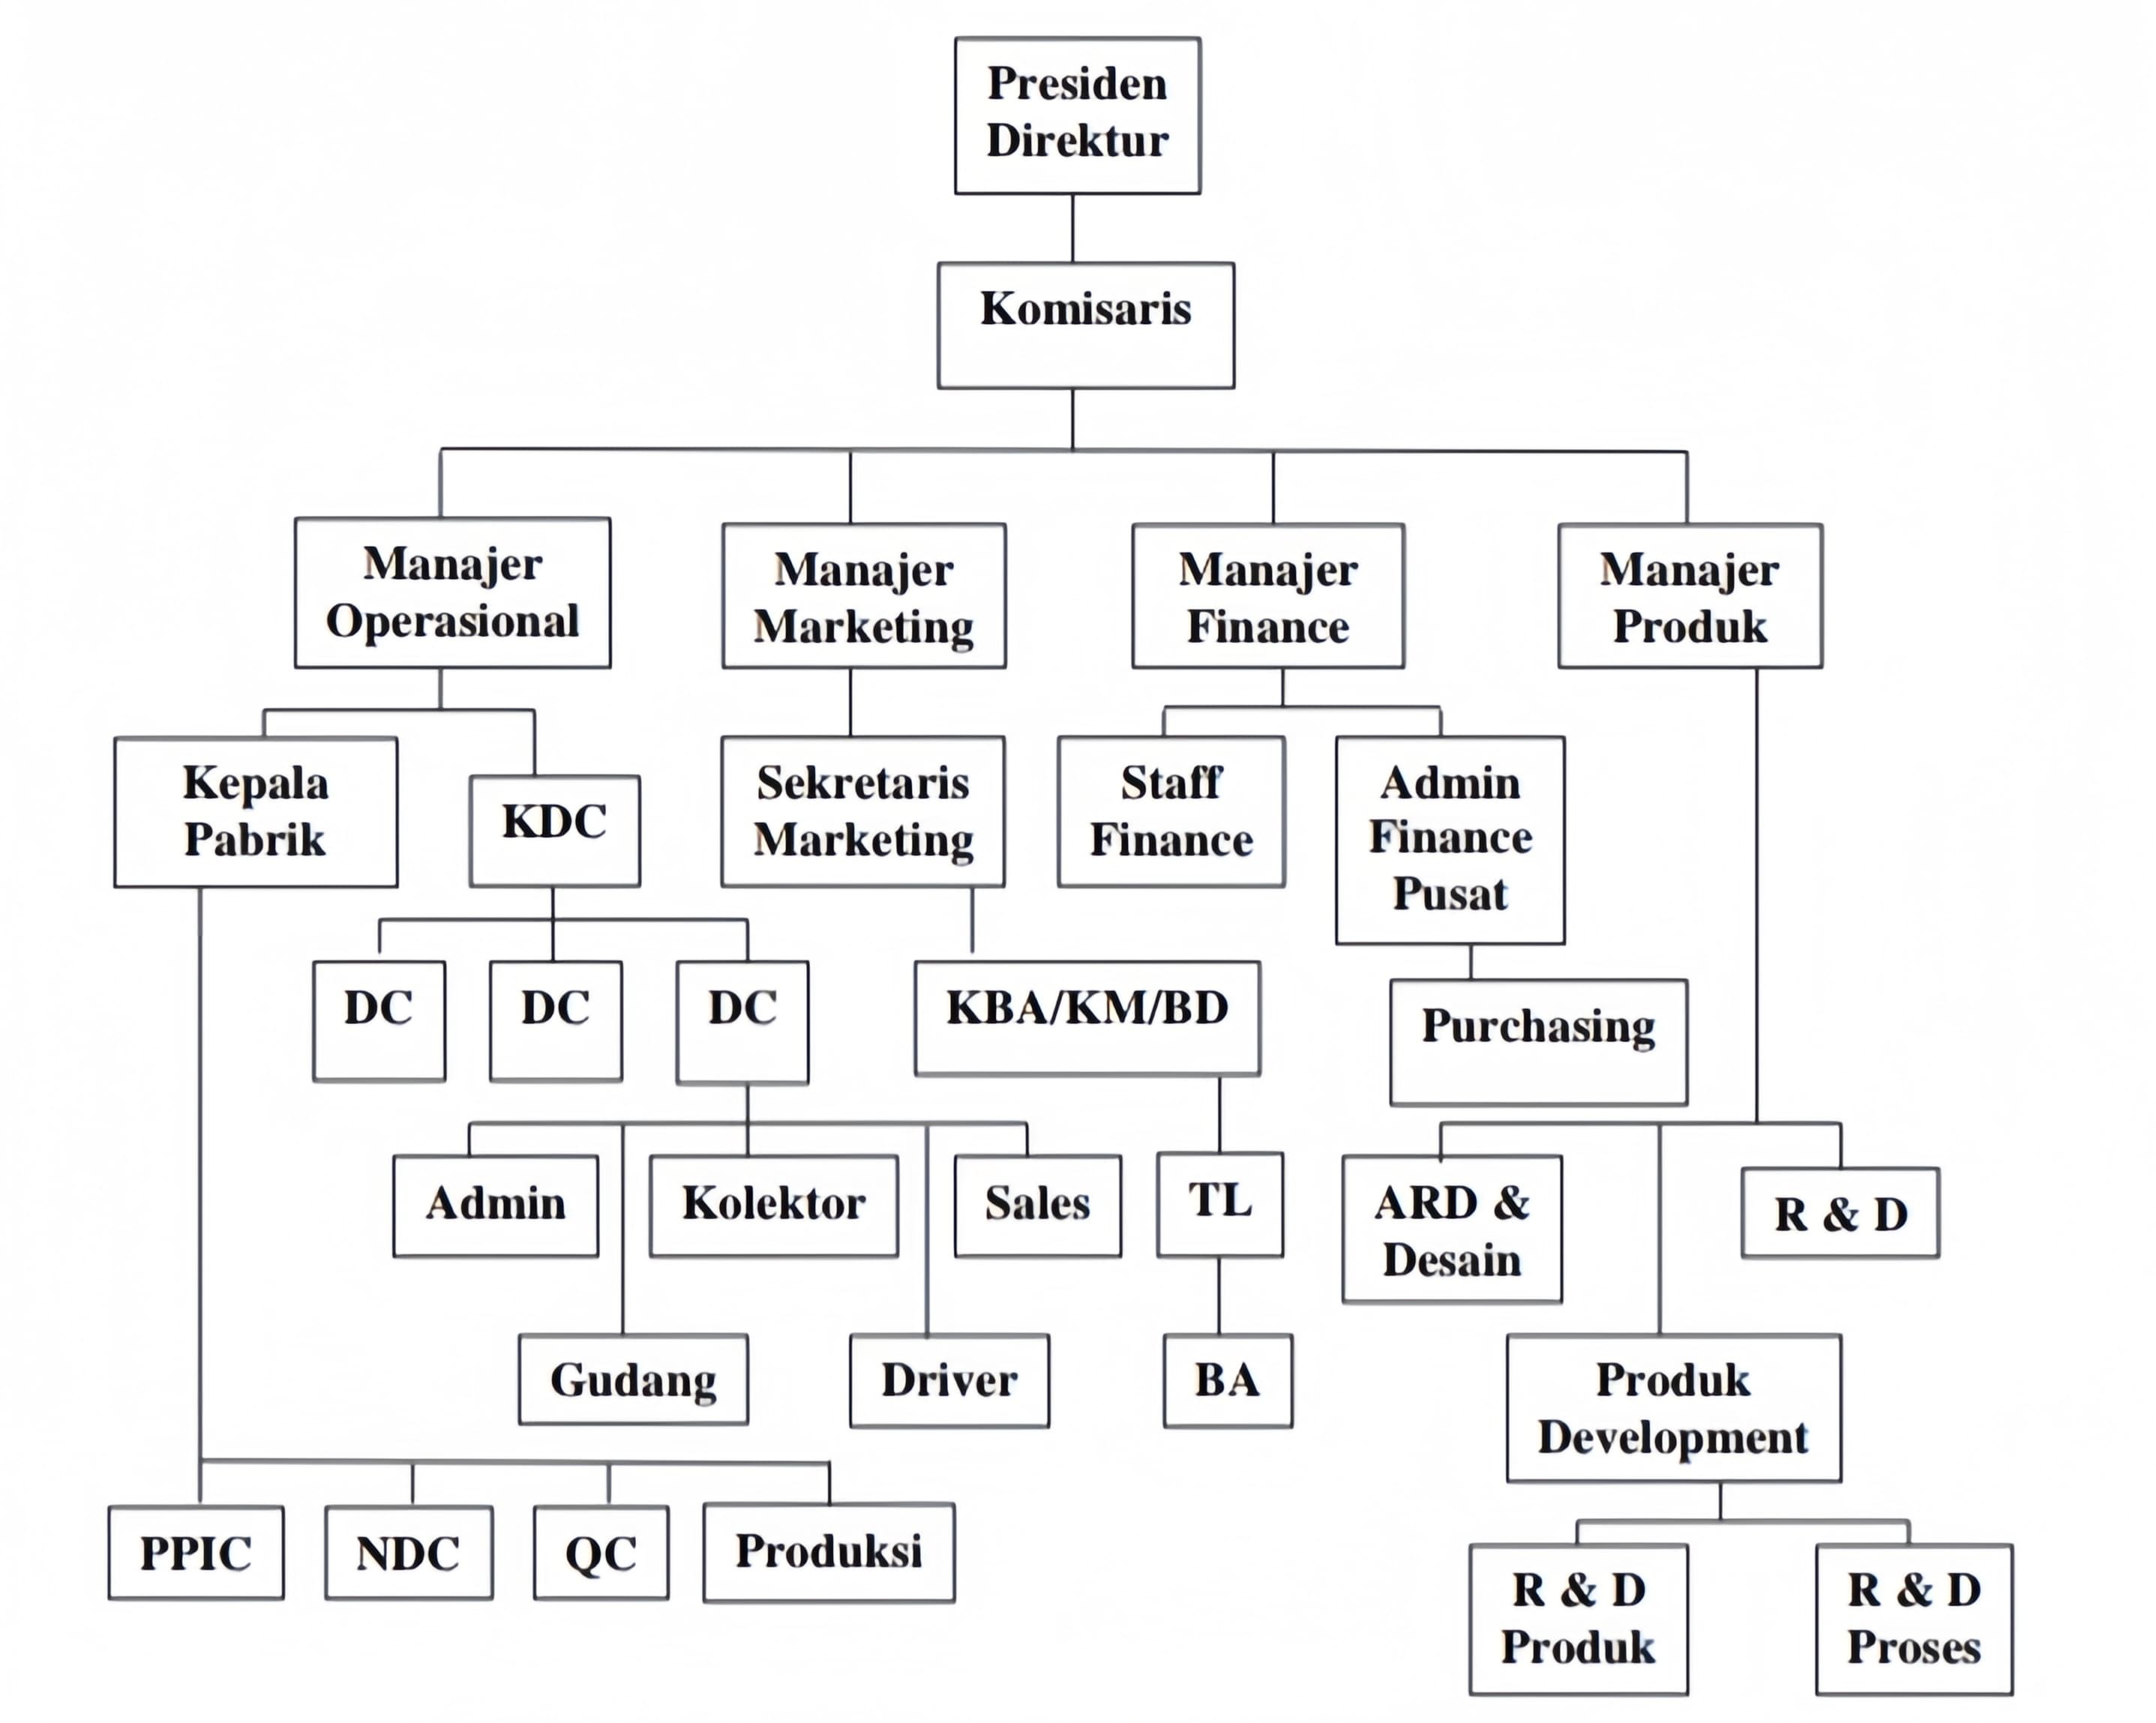 Presiden
Direktur
Komisaris
Manajer
Operasional
Manajer
Marketing
Manajer
Finance
Manajer
Produk
Kepala
Pabrik
KDC
Sekretaris
Marketing
Staff
Finance
Admin
Finance
Pusat
DC
DC
DC
KBA/KM/BD
Purchasing
Admin
Kolektor
Sales
TL
ARD &
Desain
R & D
Gudang
Driver
BA
Produk
Development
PPIC
NDC
QC
Produksi
R & D
Produk
R & D
Proses